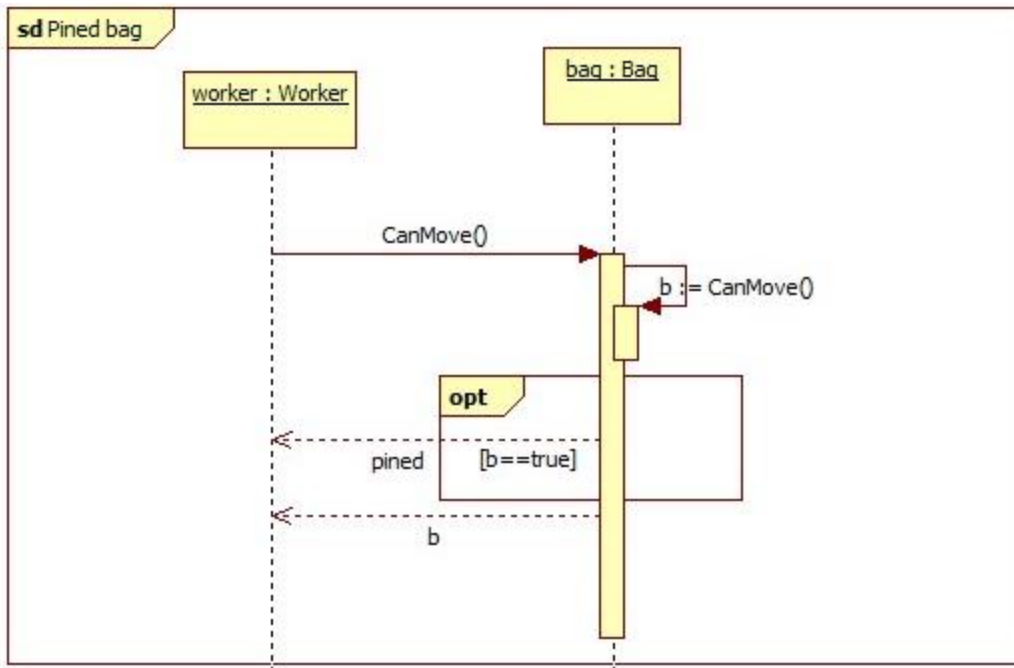 sd Pined bag
worker : Worker
bag : Bag
CanMove()
b := CanMove()
opt
pined
[b==true]
b